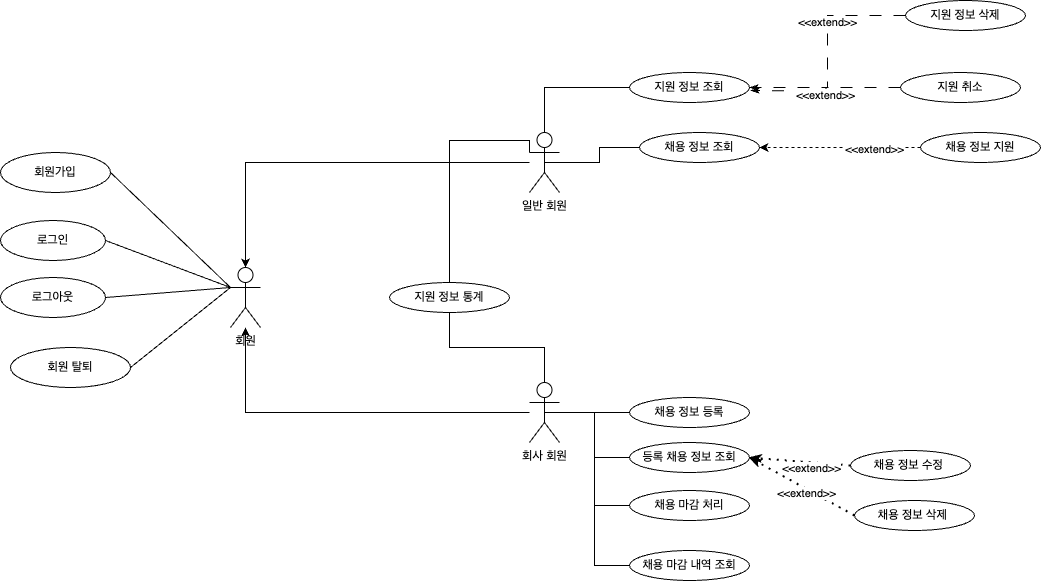 <<extend>>
지원 정보 삭제
지원 정보 조회
<<extend>>
지원 취소
채용 정보 조회
<<extend>>
채용 정보 지원
회원가입
일반 회원
로그인
로그아웃
지원 정보 통계
회원
회원 탈퇴
채용 정보 등록
회사 회원
등록 채용 정보 조회
<<extend>>
채용 정보 수정
<<extend>>
채용 마감 처리
채용 정보 삭제
채용 마감 내역 조회